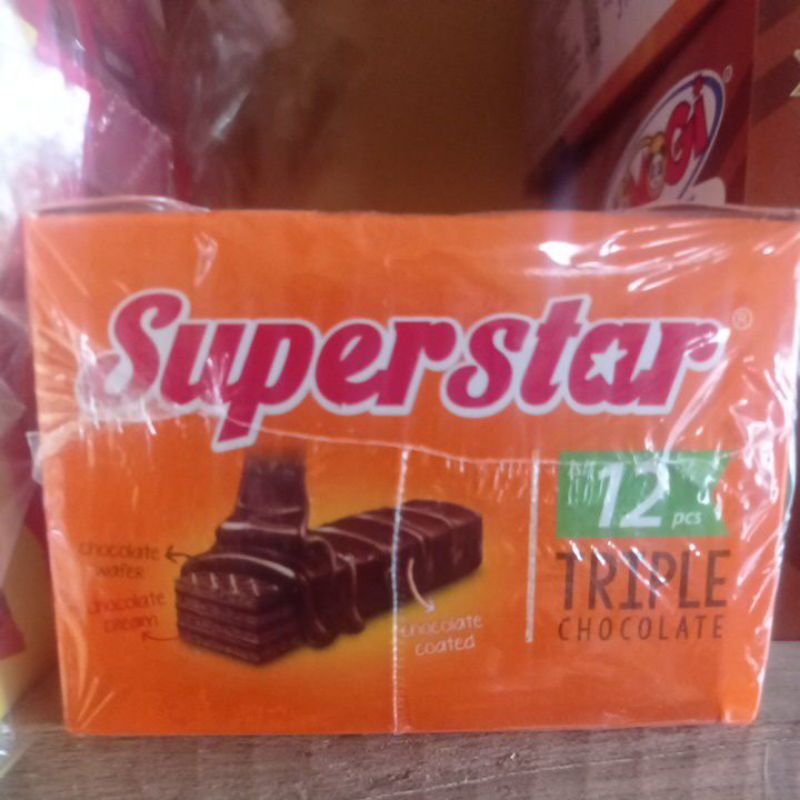 Superstar®
12 pcs
TRIPLE
CHOCOLATE
chocolate
wafer
chocolate
cream
chocolate
coated